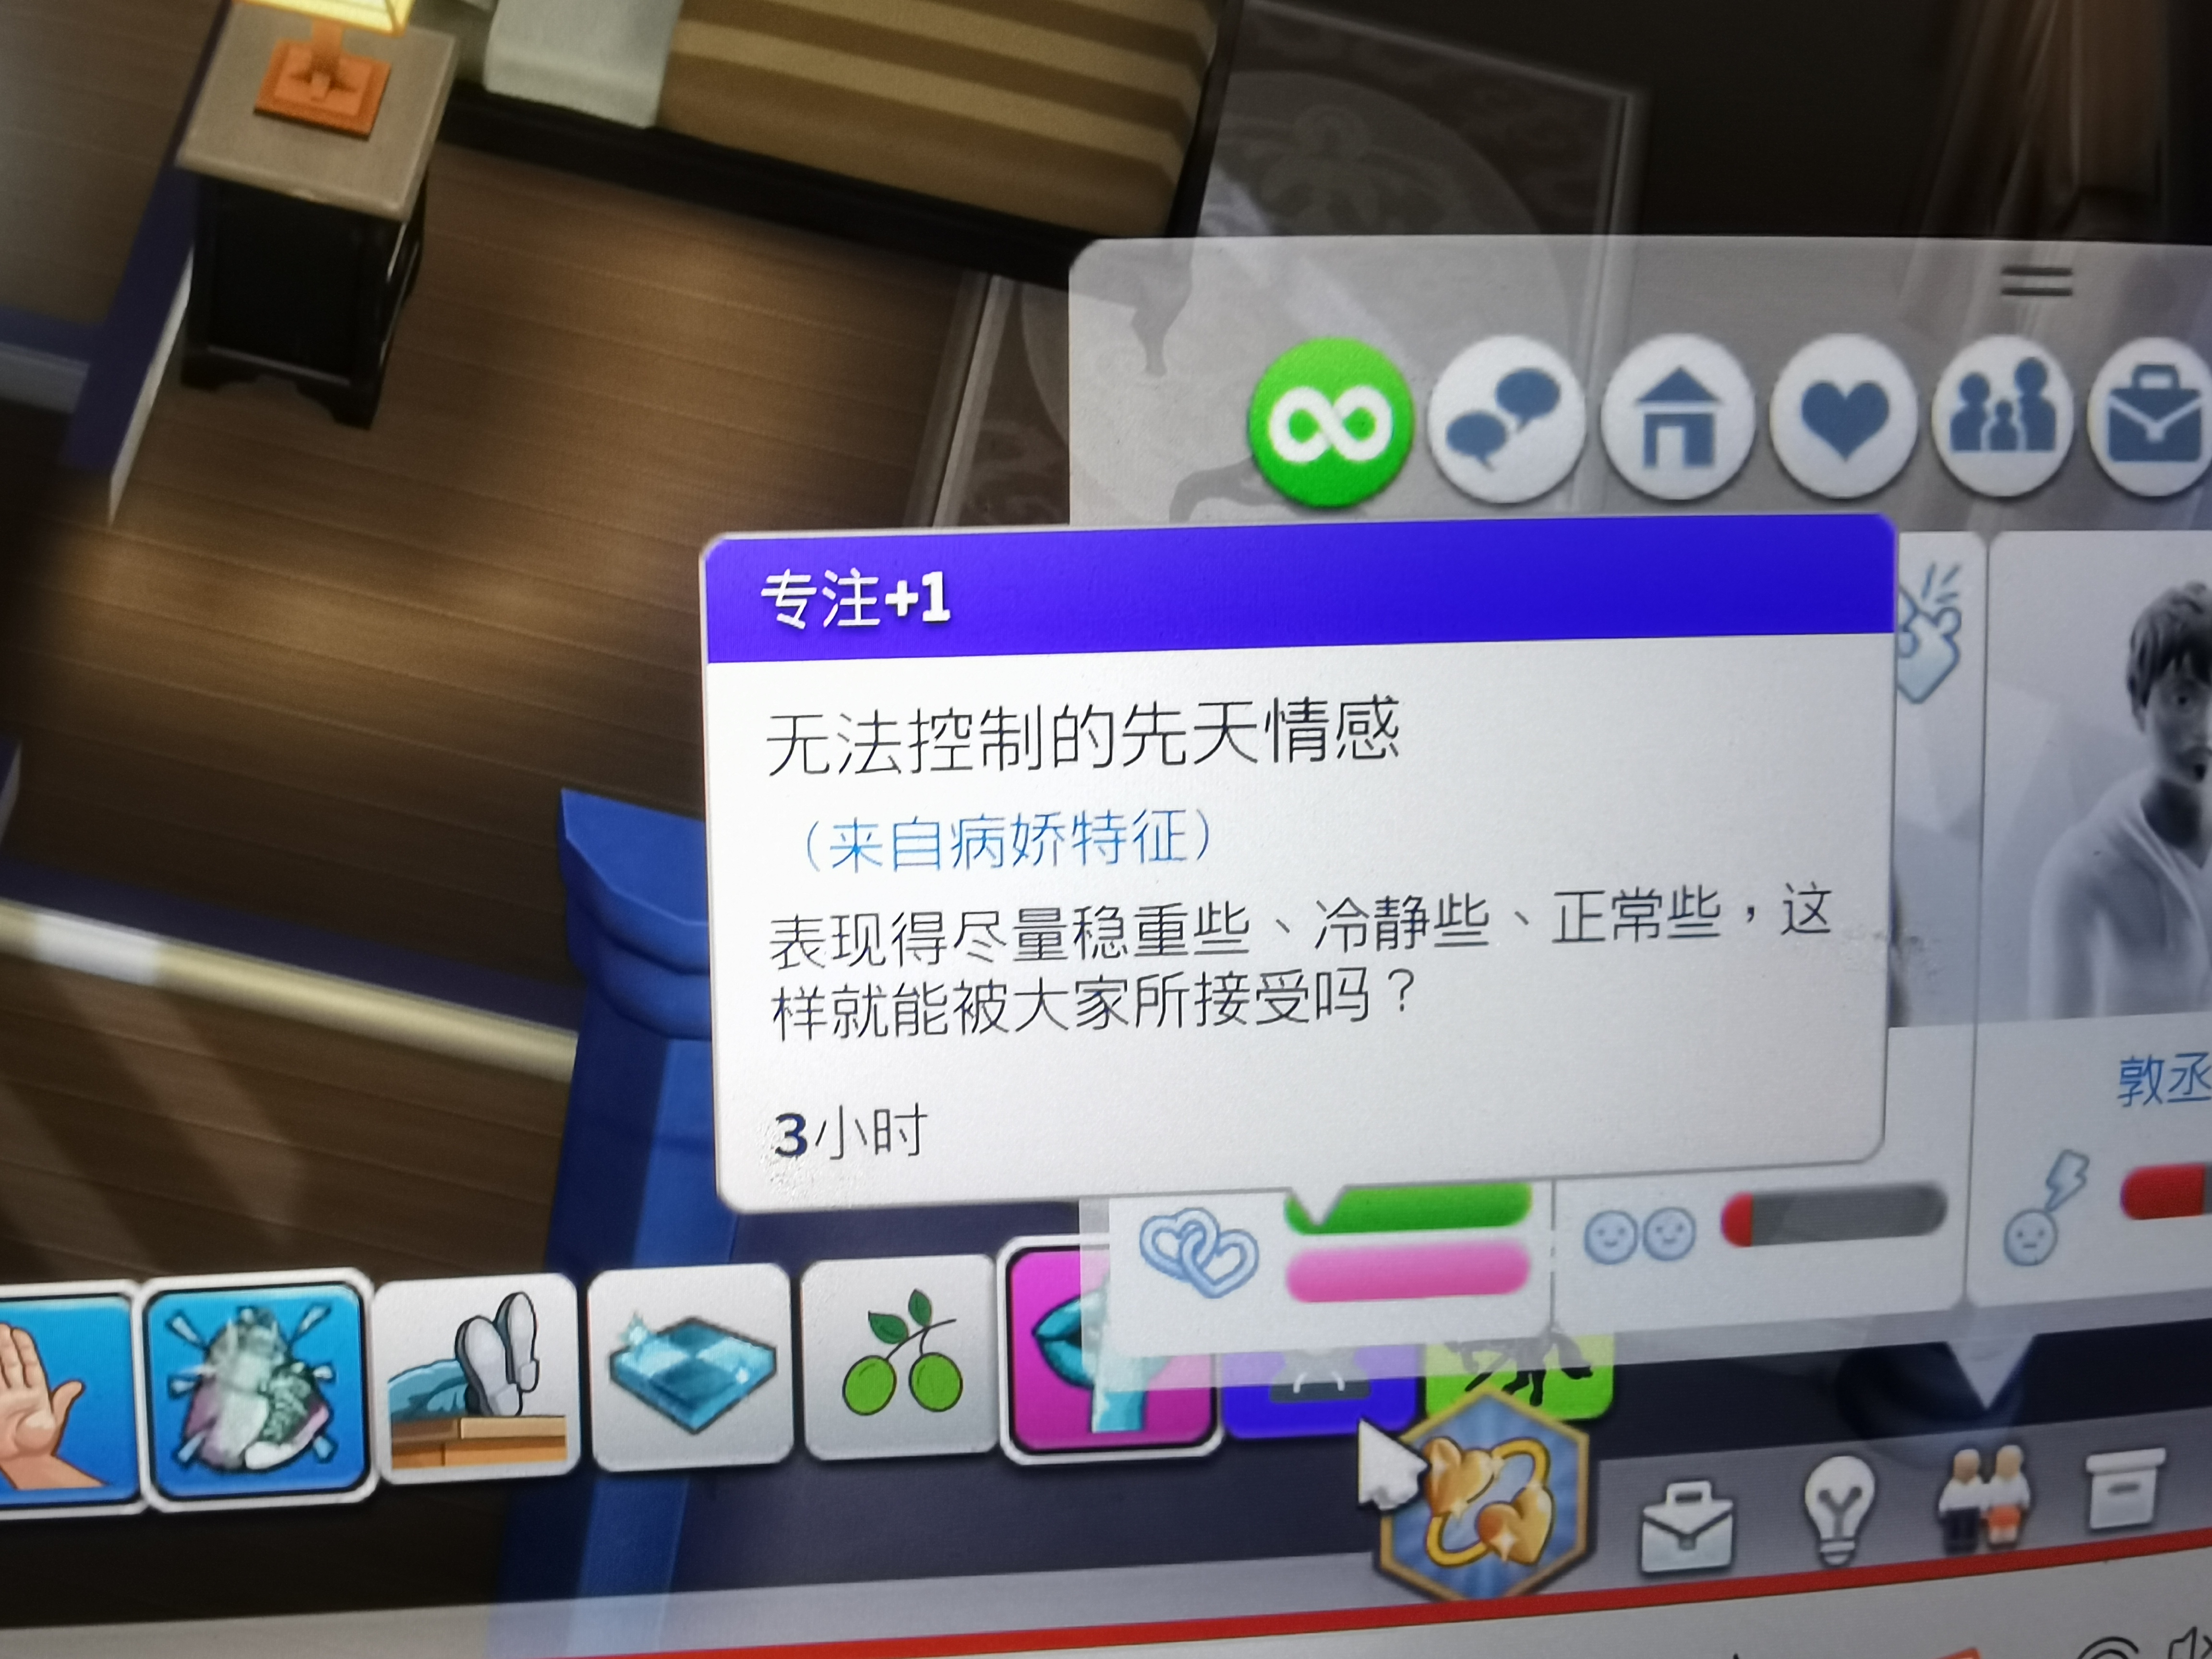 专注+1
无法控制的先天情感
（来自病娇特征）
表现得尽量稳重些、冷静些、正常些，这
样就能被大家所接受吗？
3小时
敦丞